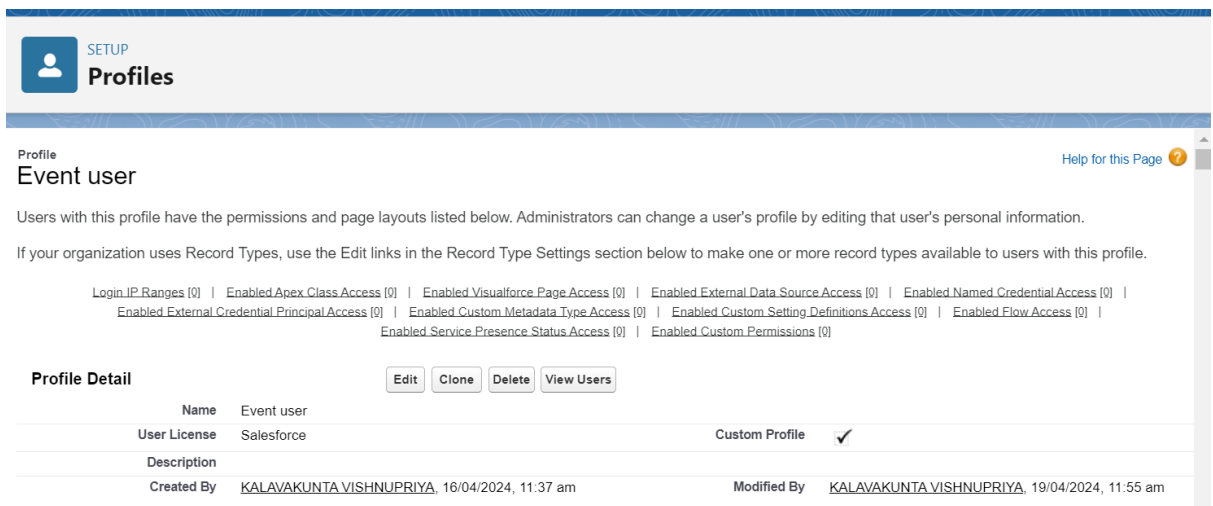 SETUP
Profiles
Profile
Event user
Help for this Page
Users with this profile have the permissions and page layouts listed below. Administrators can change a user's profile by editing that user's personal information.
If your organization uses Record Types, use the Edit links in the Record Type Settings section below to make one or more record types available to users with this profile.
Login IP Ranges [0] | Enabled Apex Class Access [0] | Enabled Visualforce Page Access [0] | Enabled External Data Source Access [0] | Enabled Named Credential Access [0] |
Enabled External Credential Principal Access [0] | Enabled Custom Metadata Type Access [0] | Enabled Custom Setting Definitions Access [0] | Enabled Flow Access [0] |
Enabled Service Presence Status Access [0] | Enabled Custom Permissions [0]
Profile Detail Edit Clone Delete View Users
Name Event user
User License Salesforce Custom Profile ✓
Description
Created By KALAVAKUNTA VISHNUPRIYA, 16/04/2024, 11:37 am Modified By KALAVAKUNTA VISHNUPRIYA, 19/04/2024, 11:55 am